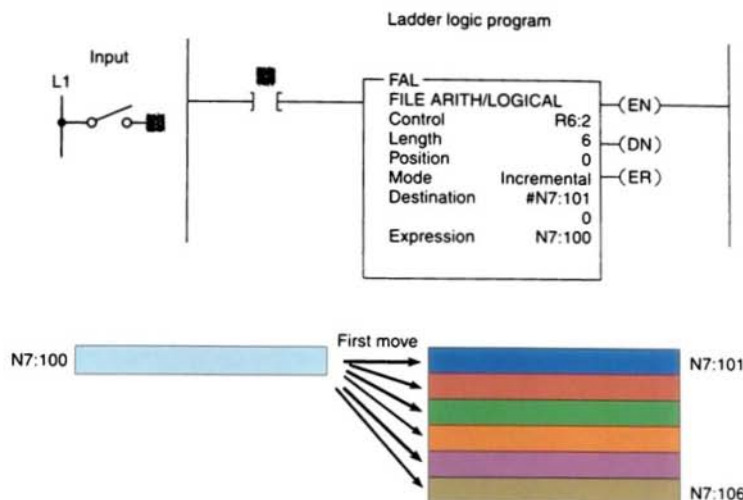 Ladder logic program
Input
L1
FAL
FILE ARITH/LOGICAL
Control R6:2
Length 6
Position 0
Mode Incremental
Destination #N7:101
0
Expression N7:100
(EN)
(DN)
(ER)
First move
N7:100
N7:101
N7:106